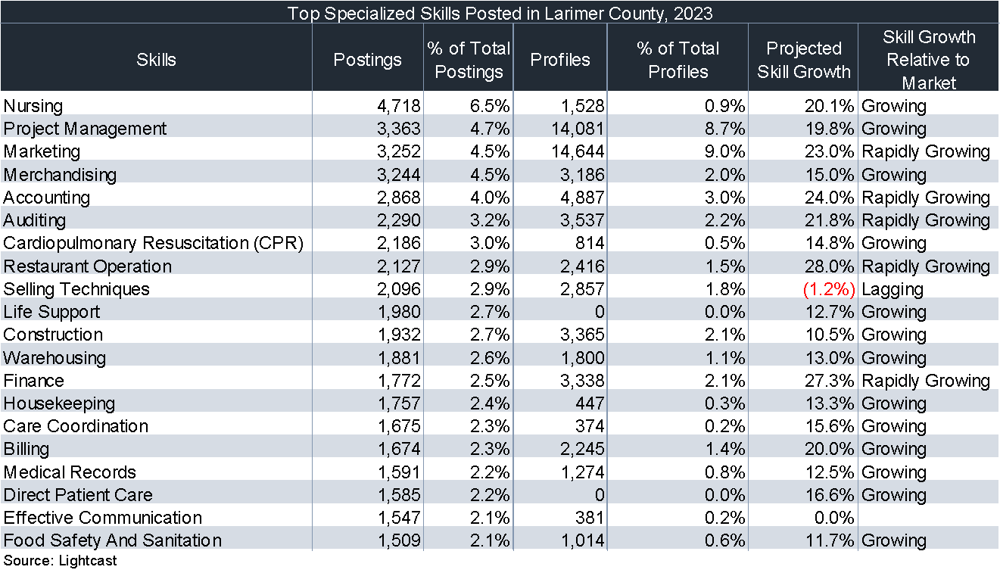 Top Specialized Skills Posted in Larimer County, 2023
Skills Postings % of Total Postings Profiles % of Total Profiles Projected Skill Growth Skill Growth Relative to Market
Nursing 4,718 6.5% 1,528 0.9% 20.1% Growing
Project Management 3,363 4.7% 14,081 8.7% 19.8% Growing
Marketing 3,252 4.5% 14,644 9.0% 23.0% Rapidly Growing
Merchandising 3,244 4.5% 3,186 2.0% 15.0% Growing
Accounting 2,868 4.0% 4,887 3.0% 24.0% Rapidly Growing
Auditing 2,290 3.2% 3,537 2.2% 21.8% Rapidly Growing
Cardiopulmonary Resuscitation (CPR) 2,186 3.0% 814 0.5% 14.8% Growing
Restaurant Operation 2,127 2.9% 2,416 1.5% 28.0% Rapidly Growing
Selling Techniques 2,096 2.9% 2,857 1.8% (1.2%) Lagging
Life Support 1,980 2.7% 0 0.0% 12.7% Growing
Construction 1,932 2.7% 3,365 2.1% 10.5% Growing
Warehousing 1,881 2.6% 1,800 1.1% 13.0% Growing
Finance 1,772 2.5% 3,338 2.1% 27.3% Rapidly Growing
Housekeeping 1,757 2.4% 447 0.3% 13.3% Growing
Care Coordination 1,675 2.3% 374 0.2% 15.6% Growing
Billing 1,674 2.3% 2,245 1.4% 20.0% Growing
Medical Records 1,591 2.2% 1,274 0.8% 12.5% Growing
Direct Patient Care 1,585 2.2% 0 0.0% 16.6% Growing
Effective Communication 1,547 2.1% 381 0.2% 0.0%
Food Safety And Sanitation 1,509 2.1% 1,014 0.6% 11.7% Growing
Source: Lightcast